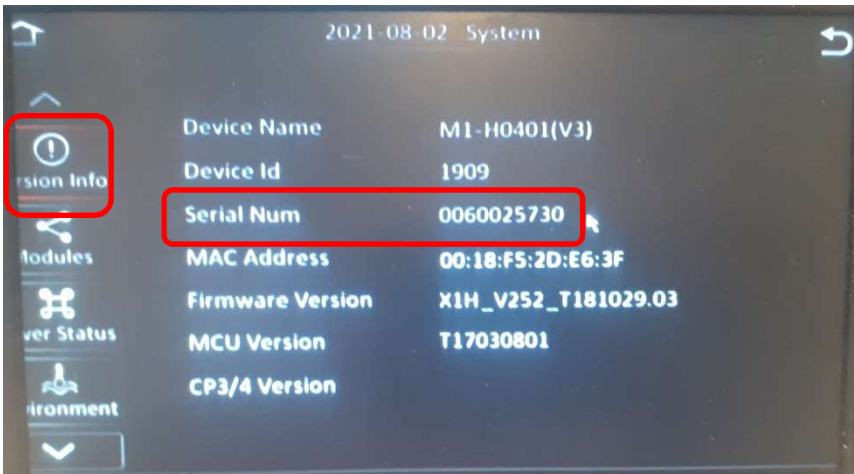 2021-08-02 System
rsion Info
Device Name M1-H0401(V3)
Device Id 1909
Serial Num 0060025730
MAC Address 00:18:F5:2D:E6:3F
Firmware Version X1H_V252_T181029.03
MCU Version T17030801
CP3/4 Version
Modules
ver Status
ironment